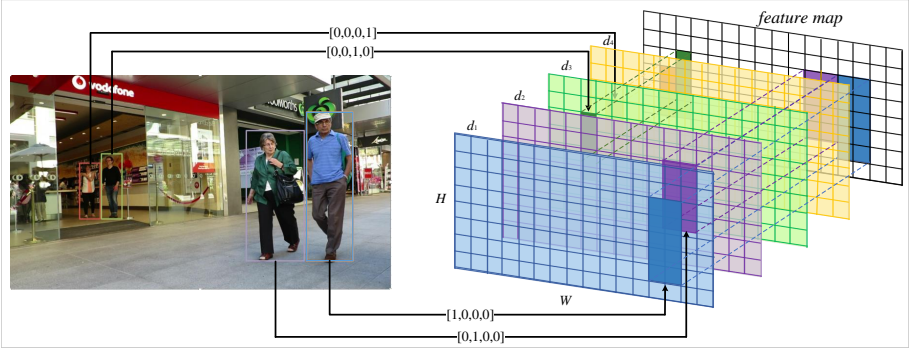 [0,0,0,1]
[0,0,1,0]
feature map
d₄
d₃
d₂
d₁
vodafone
oolworths
H
W
[1,0,0,0]
[0,1,0,0]